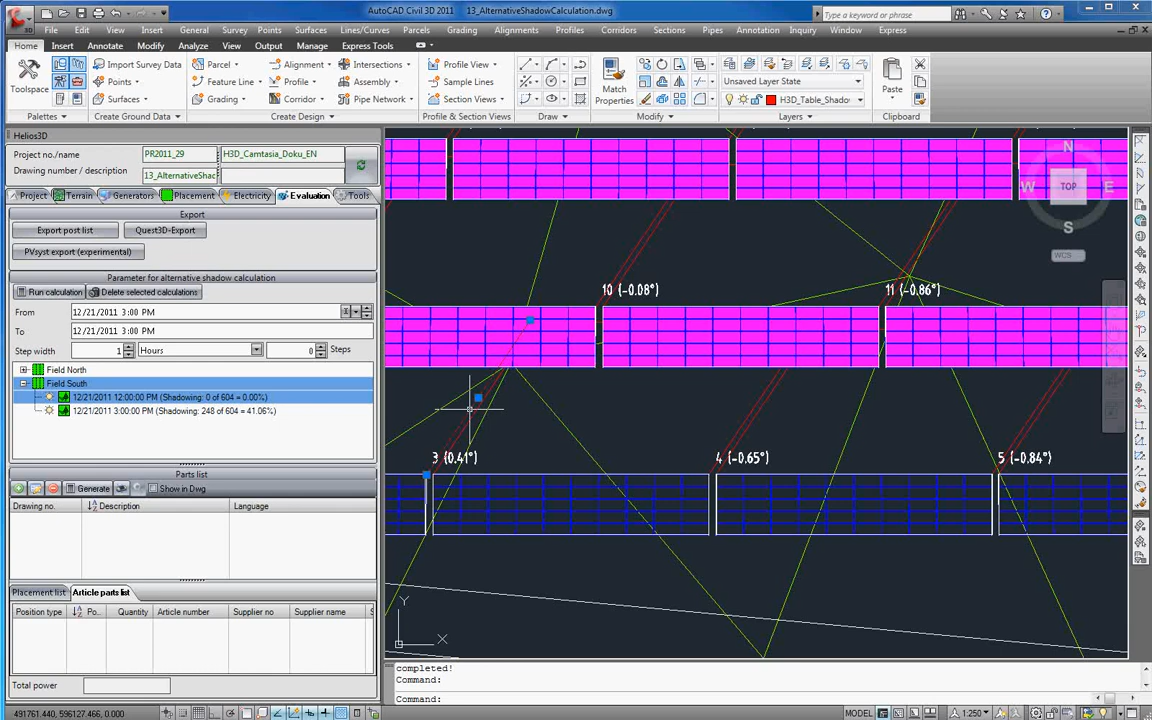 AutoCAD Civil 3D 2011 13_AlternativeShadowCalculation.dwg
Type a keyword or phrase
Edit View Insert General Survey Points Surfaces Lines/Curves Parcels Grading Alignments Profiles Corridors Sections Pipes Annotation Inquiry Window Express
Home Insert Annotate Modify Analyze View Output Manage Express Tools
Toolspace
Import Survey Data
Points
Surfaces
Parcel
Feature Line
Grading
Alignment
Profile
Corridor
Intersections
Assembly
Pipe Network
Profile View
Sample Lines
Section Views
Match Properties
Unsaved Layer State
H3D_Table_Shado
Paste
Palettes Create Ground Data Create Design Profile & Section Views Draw Modify Layers Clipboard
Helios3D
Project no./name PR2011_29 H3D_Camtasia_Doku_EN
Drawing number / description 13_AlternativeShac
Project Terrain Generators Placement Electricity Evaluation Tools
Export
Export post list Quest3D-Export
PVsyst export (experimental)
Parameter for alternative shadow calculation
Run calculation Delete selected calculations
From 12/21/2011 3:00 PM
To 12/21/2011 3:00 PM
Step width 1 Hours 0 Steps
Field North
Field South
12/21/2011 12:00:00 PM (Shadowing: 0 of 604 = 0.00%)
12/21/2011 3:00:00 PM (Shadowing: 248 of 604 = 41.06%)
Parts list
Generate Show in Dwg
Drawing no. Description Language
Placement list Article parts list
Position type Po.. Quantity Article number Supplier no Supplier name S
Total power
N
W TOP E
S
WCS
10 (-0.08°) 11 (-0.86°)
3 (0.41°) 4 (-0.65°) 5 (-0.84°)
Y
X
completed!
Command:
Command:
491761.440, 596127.466, 0.000 MODEL 1:250